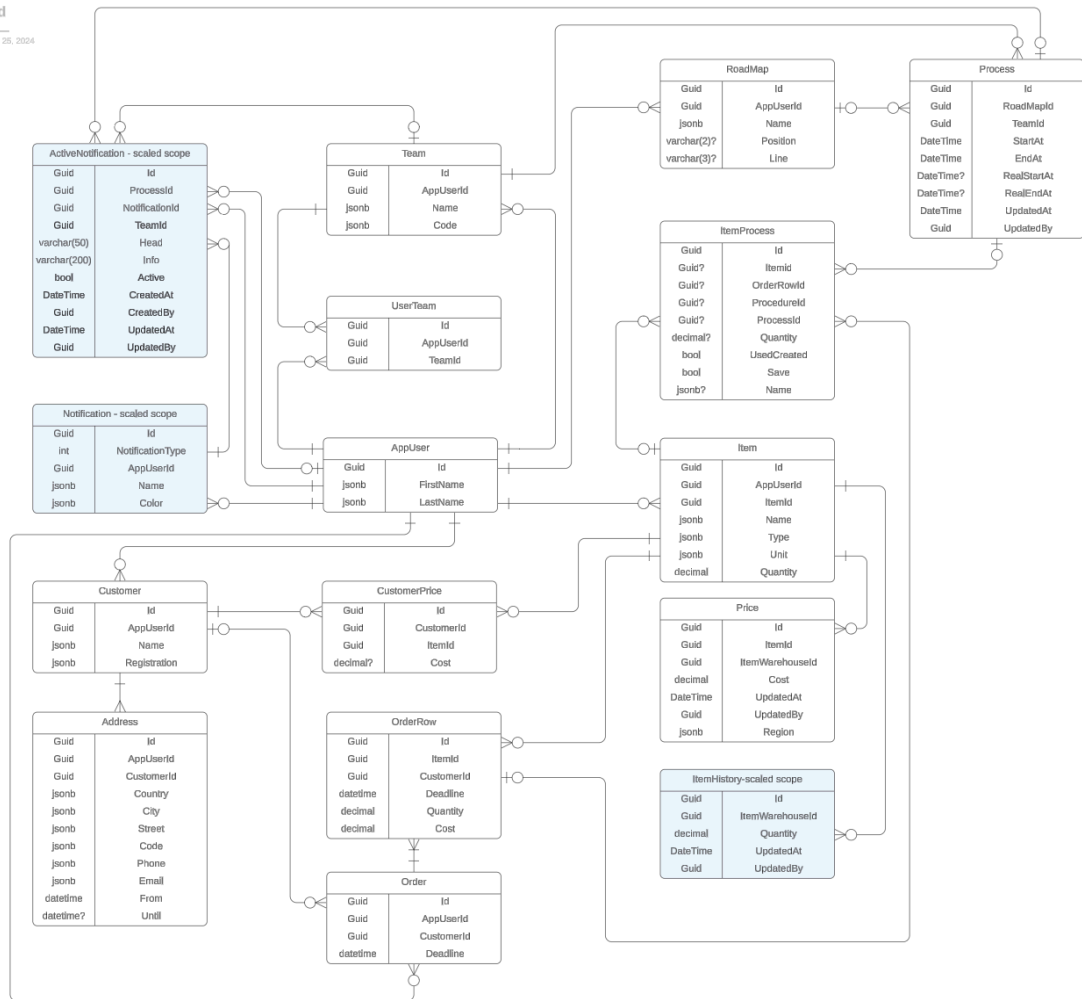 d
25, 2024
ActiveNotification - scaled scope
Guid Id
Guid ProcessId
Guid NotificationId
Guid TeamId
varchar(50) Head
varchar(200) Info
bool Active
DateTime CreatedAt
Guid CreatedBy
DateTime UpdatedAt
Guid UpdatedBy
Team
Guid Id
Guid AppUserId
jsonb Name
jsonb Code
RoadMap
Guid Id
Guid AppUserId
jsonb Name
varchar(2)? Position
varchar(3)? Line
Process
Guid Id
Guid RoadMapId
Guid TeamId
DateTime StartAt
DateTime EndAt
DateTime? RealStartAt
DateTime? RealEndAt
DateTime UpdatedAt
Guid UpdatedBy
UserTeam
Guid Id
Guid AppUserId
Guid TeamId
ItemProcess
Guid Id
Guid? Itemid
Guid? OrderRowId
Guid? ProcedureId
Guid? ProcessId
decimal? Quantity
bool UsedCreated
bool Save
jsonb? Name
Notification - scaled scope
Guid Id
int NotificationType
Guid AppUserId
jsonb Name
jsonb Color
AppUser
Guid Id
jsonb FirstName
jsonb LastName
Item
Guid Id
Guid AppUserId
Guid ItemId
jsonb Name
jsonb Type
jsonb Unit
decimal Quantity
Customer
Guid Id
Guid AppUserId
jsonb Name
jsonb Registration
CustomerPrice
Guid Id
Guid CustomerId
Guid ItemId
decimal? Cost
Price
Guid Id
Guid ItemId
Guid ItemWarehouseId
decimal Cost
DateTime UpdatedAt
Guid UpdatedBy
jsonb Region
Address
Guid Id
Guid AppUserId
Guid CustomerId
jsonb Country
jsonb City
jsonb Street
jsonb Code
jsonb Phone
jsonb Email
datetime From
datetime? Until
OrderRow
Guid Id
Guid ItemId
Guid CustomerId
datetime Deadline
decimal Quantity
decimal Cost
ItemHistory-scaled scope
Guid Id
Guid ItemWarehouseId
decimal Quantity
DateTime UpdatedAt
Guid UpdatedBy
Order
Guid Id
Guid AppUserId
Guid CustomerId
datetime Deadline